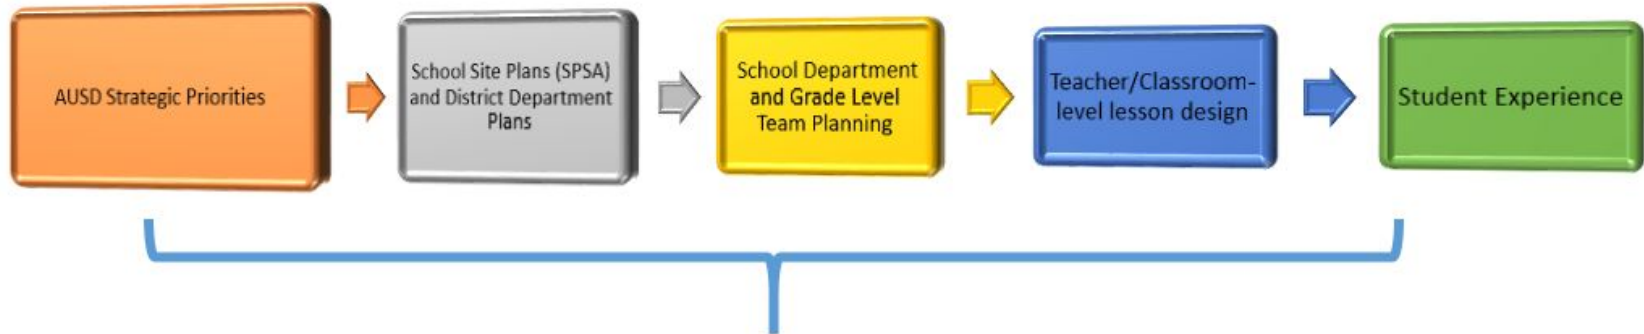 AUSD Strategic Priorities
School Site Plans (SPSA)
and District Department
Plans
School Department
and Grade Level
Team Planning
Teacher/Classroom-
level lesson design
Student Experience